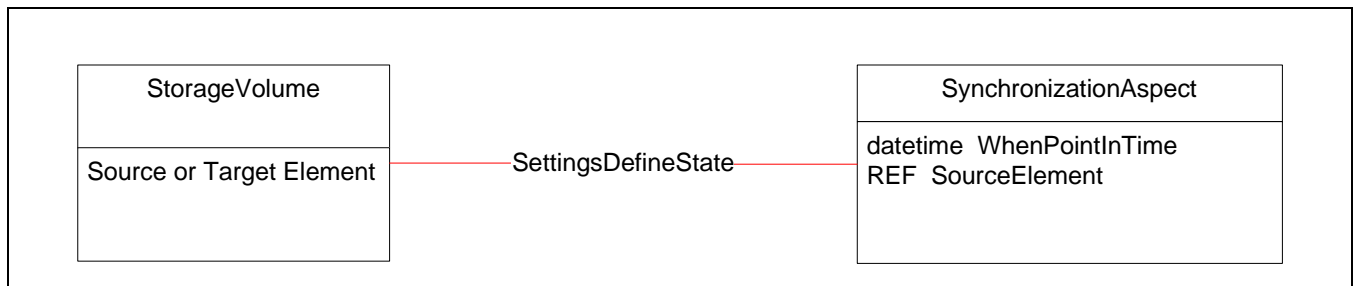 StorageVolume
Source or Target Element
SettingsDefineState
SynchronizationAspect
datetime  WhenPointInTime
REF  SourceElement